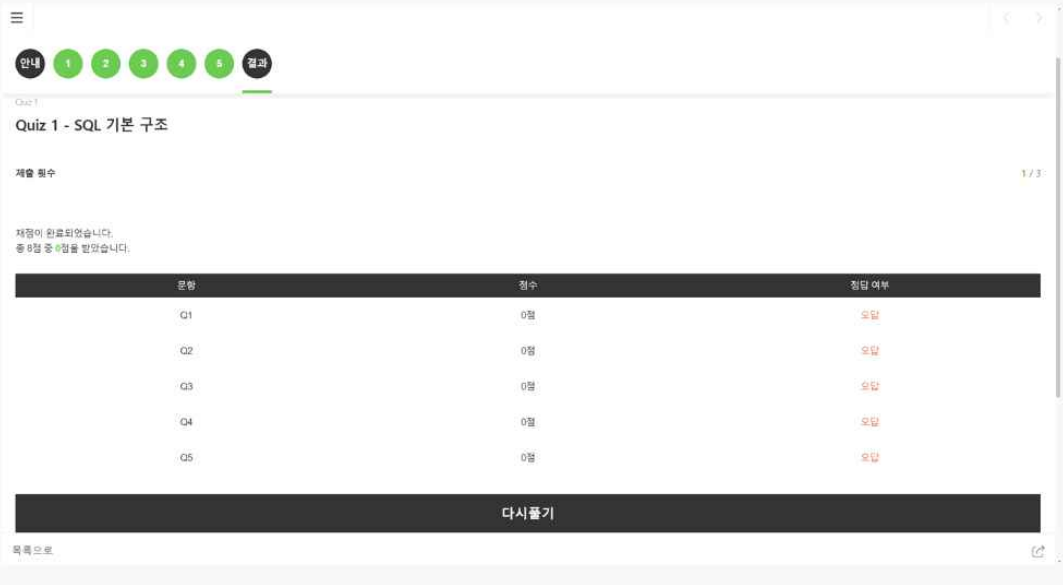 안내 1 2 3 4 5 결과
Quiz 1
Quiz 1 - SQL 기본 구조
제출 횟수 1 / 3
채점이 완료되었습니다.
총 8점 중 0점을 받았습니다.
문항 점수 정답 여부
Q1 0점 오답
Q2 0점 오답
Q3 0점 오답
Q4 0점 오답
Q5 0점 오답
다시풀기
목록으로